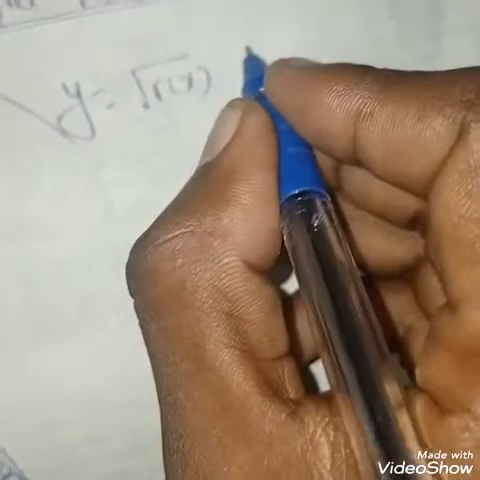 y = √r(x)
Made with
VideoShow